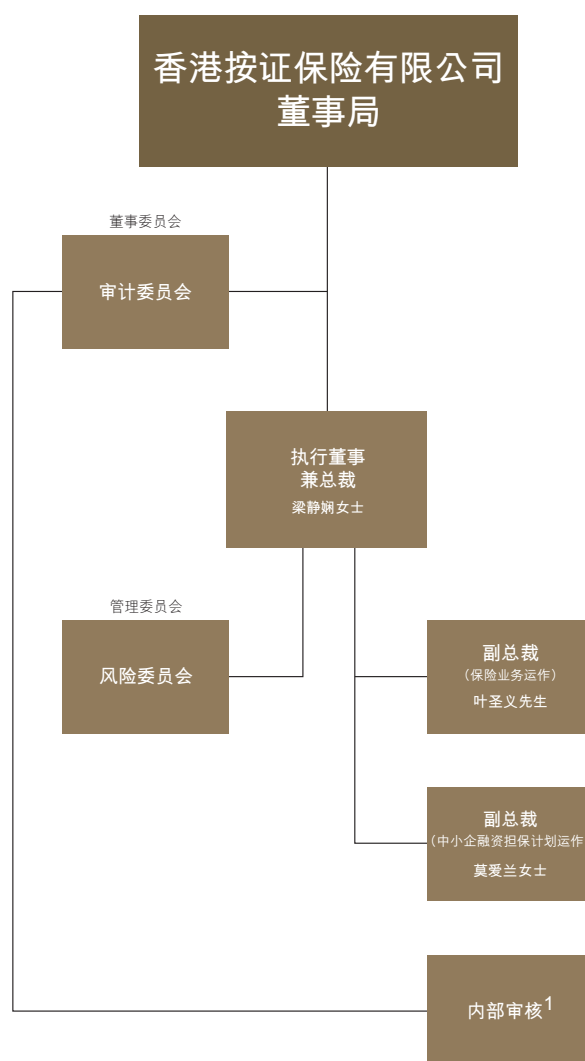 香港按证保险有限公司
董事局
董事委员会
审计委员会
执行董事
兼总裁
梁静娴女士
管理委员会
风险委员会
副总裁
（保险业务运作）
叶圣义先生
副总裁
（中小企融资担保计划运作
莫爱兰女士
内部审核1